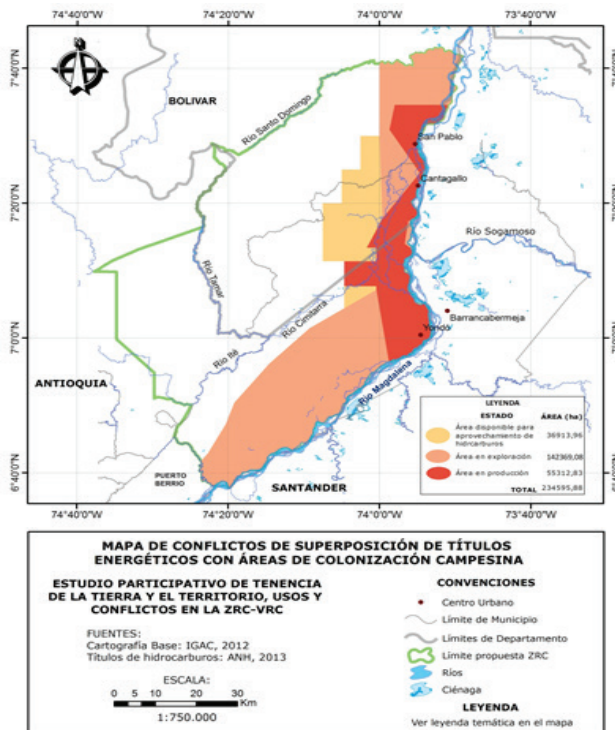 74°40'0"W 74°20'0"W 74°0'0"W 73°40'0"W
7°40'0"N
BOLIVAR
Río Santo Domingo
San Pablo
Cantagallo
7°20'0"N
Río Sogamoso
Río Tamar
Río Cimitarra
Río Ité
Barrancabermeja
Yondó
7°0'0"N
ANTIOQUIA
Río Magdalena
PUERTO BERRIO
SANTANDER
6°40'0"N
LEYENDA
ESTADO ÁREA (ha)
Área disponible para
aprovechamiento de
hidrcarburos
36913,96
Área en exploración 142369,08
Área en producción 55312,83
TOTAL 234595,88
74°40'0"W 74°20'0"W 74°0'0"W 73°40'0"W
MAPA DE CONFLICTOS DE SUPERPOSICIÓN DE TÍTULOS
ENERGÉTICOS CON ÁREAS DE COLONIZACIÓN CAMPESINA
ESTUDIO PARTICIPATIVO DE TENENCIA
DE LA TIERRA Y EL TERRITORIO, USOS Y
CONFLICTOS EN LA ZRC-VRC
FUENTES:
Cartografía Base: IGAC, 2012
Títulos de hidrocarburos: ANH, 2013
ESCALA:
0 5 10 20 30
Km
1:750.000
CONVENCIONES
Centro Urbano
Límite de Municipio
Límites de Departamento
Límite propuesta ZRC
Ríos
Ciénaga
LEYENDA
Ver leyenda temática en el mapa